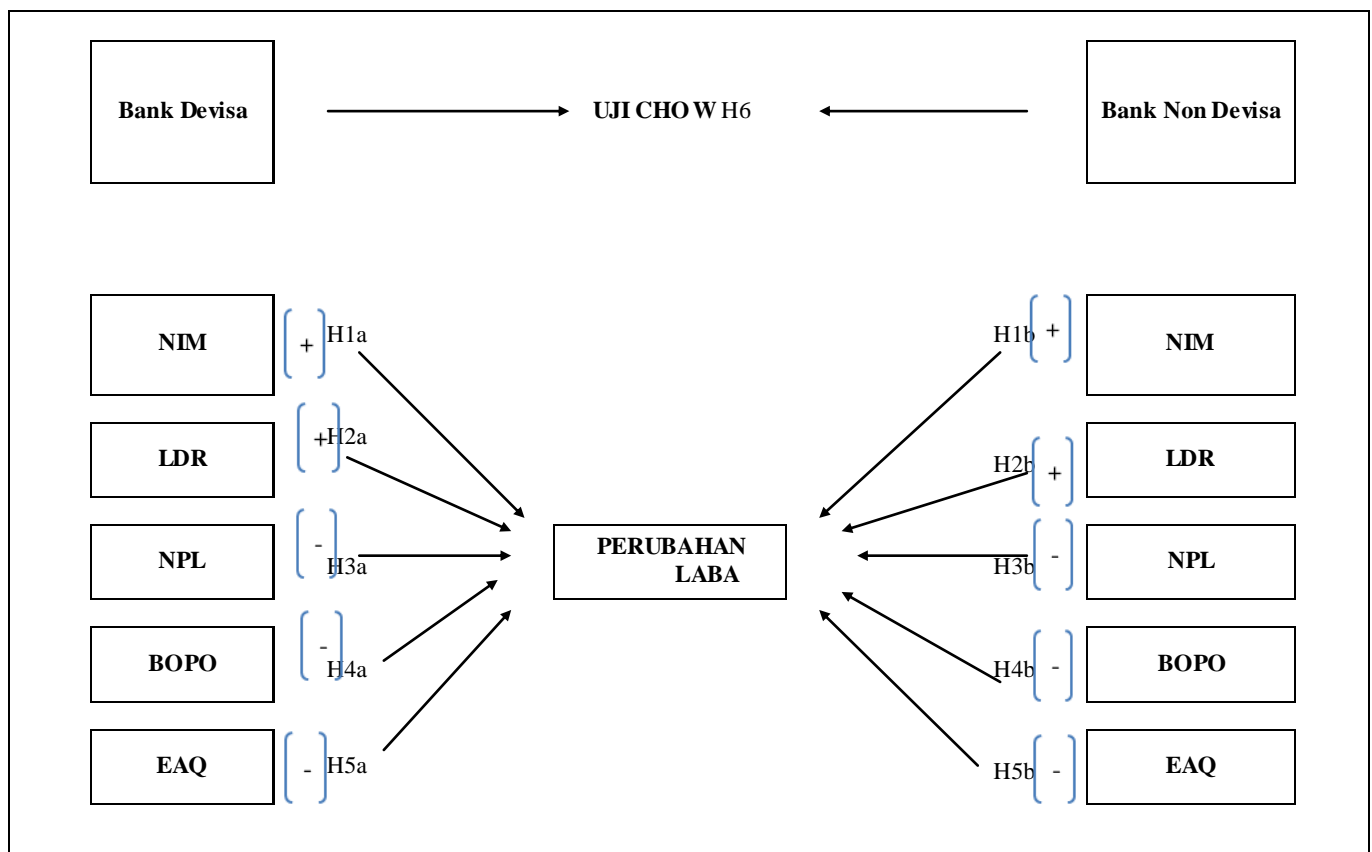 Bank Devisa
UJI CHOW H6
Bank Non Devisa
NIM
+
H1a
H1b
+
NIM
LDR
+
H2a
H2b
+
LDR
NPL
-
H3a
PERUBAHAN
LABA
H3b
-
NPL
BOPO
-
H4a
H4b
-
BOPO
EAQ
-
H5a
H5b
-
EAQ